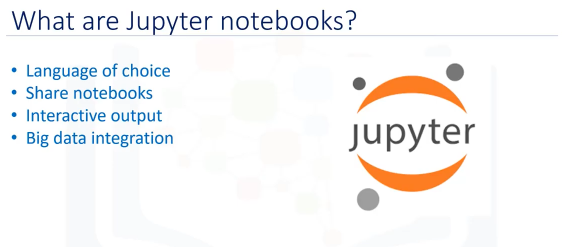 What are Jupyter notebooks?
• Language of choice
• Share notebooks
• Interactive output
• Big data integration
jupyter